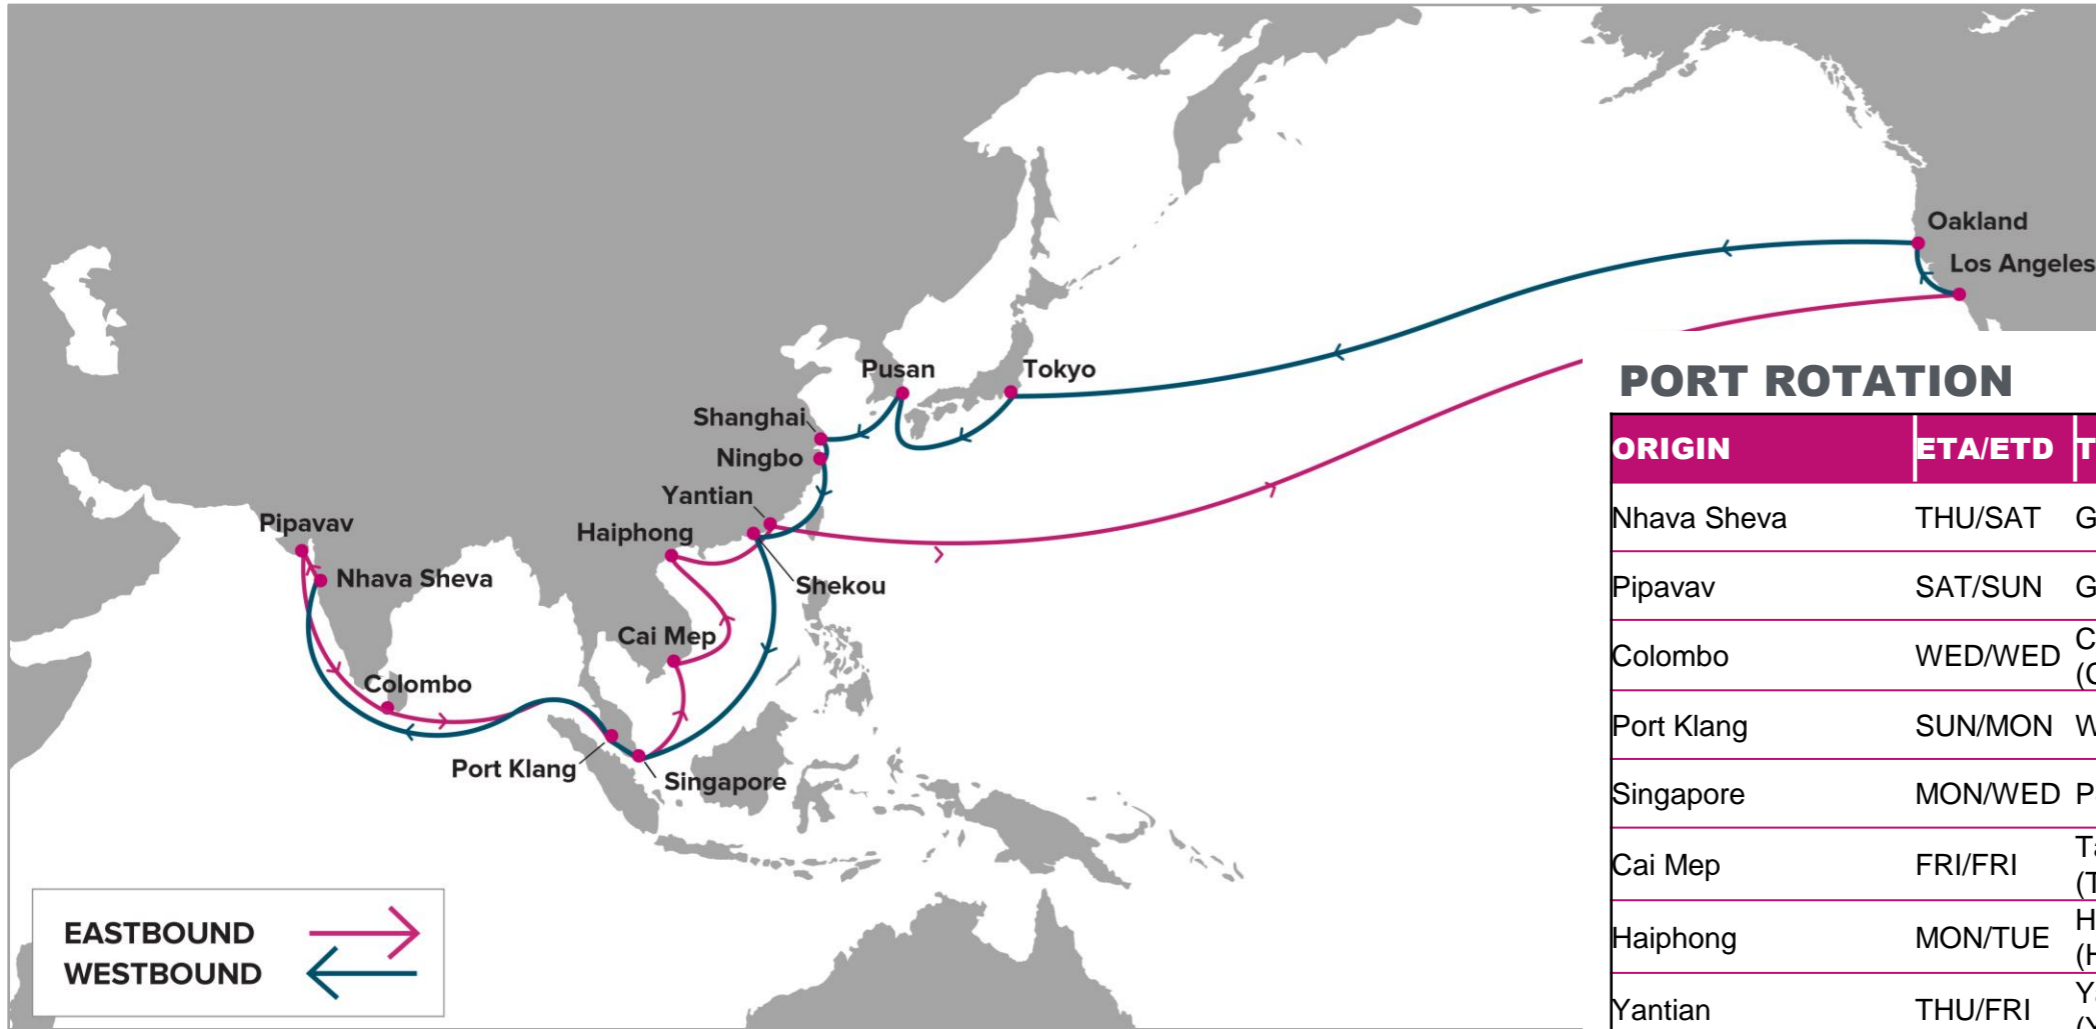 Oakland
Los Angeles
Pusan
Tokyo
Shanghai
Ningbo
Yantian
Haiphong
Pipavav
Nhava Sheva
Shekou
Cai Mep
Colombo
Port Klang
Singapore
EASTBOUND
WESTBOUND
PORT ROTATION
ORIGIN ETA/ETD
Nhava Sheva THU/SAT
Pipavav SAT/SUN
Colombo WED/WED
Port Klang SUN/MON
Singapore MON/WED
Cai Mep FRI/FRI
Haiphong MON/TUE
Yantian THU/FRI